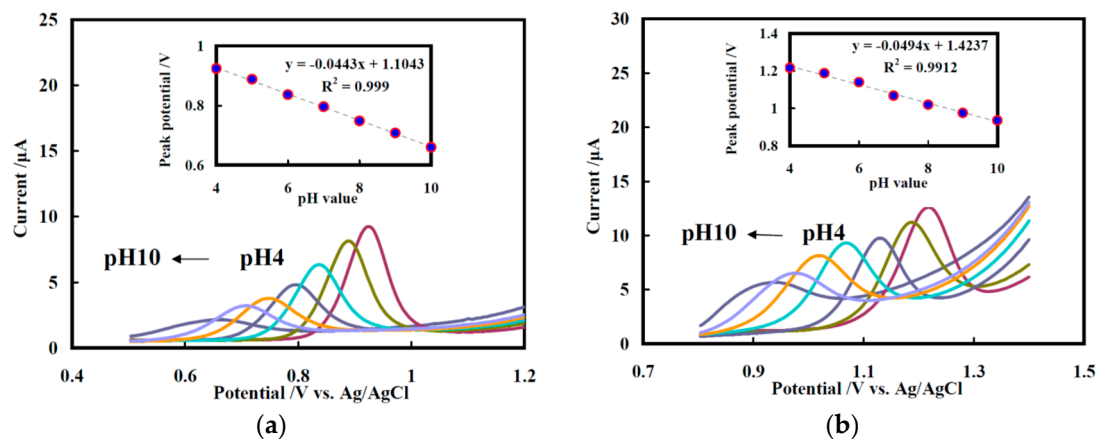 25
20
15
10
5
0
Current /µA
0.4
0.6
0.8
1
1.2
Potential /V vs. Ag/AgCl
pH10
pH4
1
0.8
0.6
Peak potential /V
y = -0.0443x + 1.1043
R² = 0.999
4
6
8
10
pH value
(a)
30
25
20
15
10
5
0
Current /µA
0.7
0.9
1.1
1.3
1.5
Potential /V vs. Ag/AgCl
pH10
pH4
1.4
1.2
1
0.8
Peak potential /V
y = -0.0494x + 1.4237
R² = 0.9912
4
6
8
10
pH value
(b)